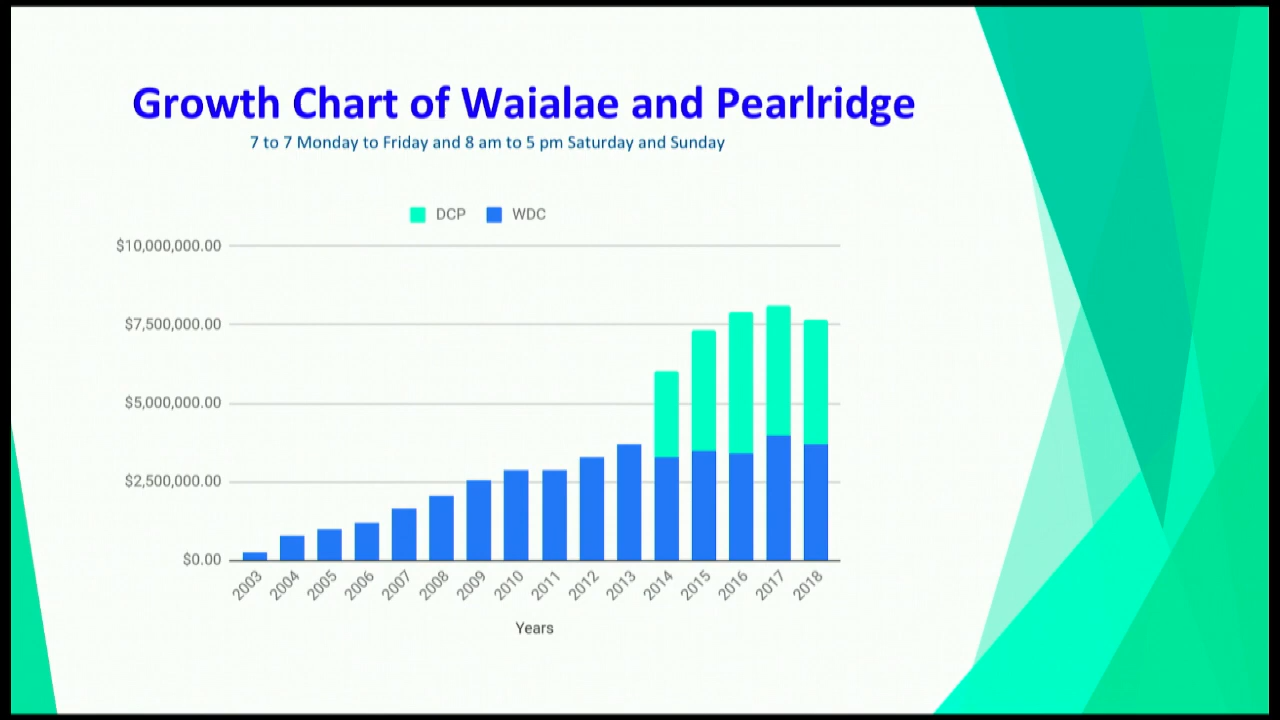 Growth Chart of Waialae and Pearlridge
7 to 7 Monday to Friday and 8 am to 5 pm Saturday and Sunday
DCP WDC
$10,000,000.00
$7,500,000.00
$5,000,000.00
$2,500,000.00
$0.00
2003 2004 2005 2006 2007 2008 2009 2010 2011 2012 2013 2014 2015 2016 2017 2018
Years